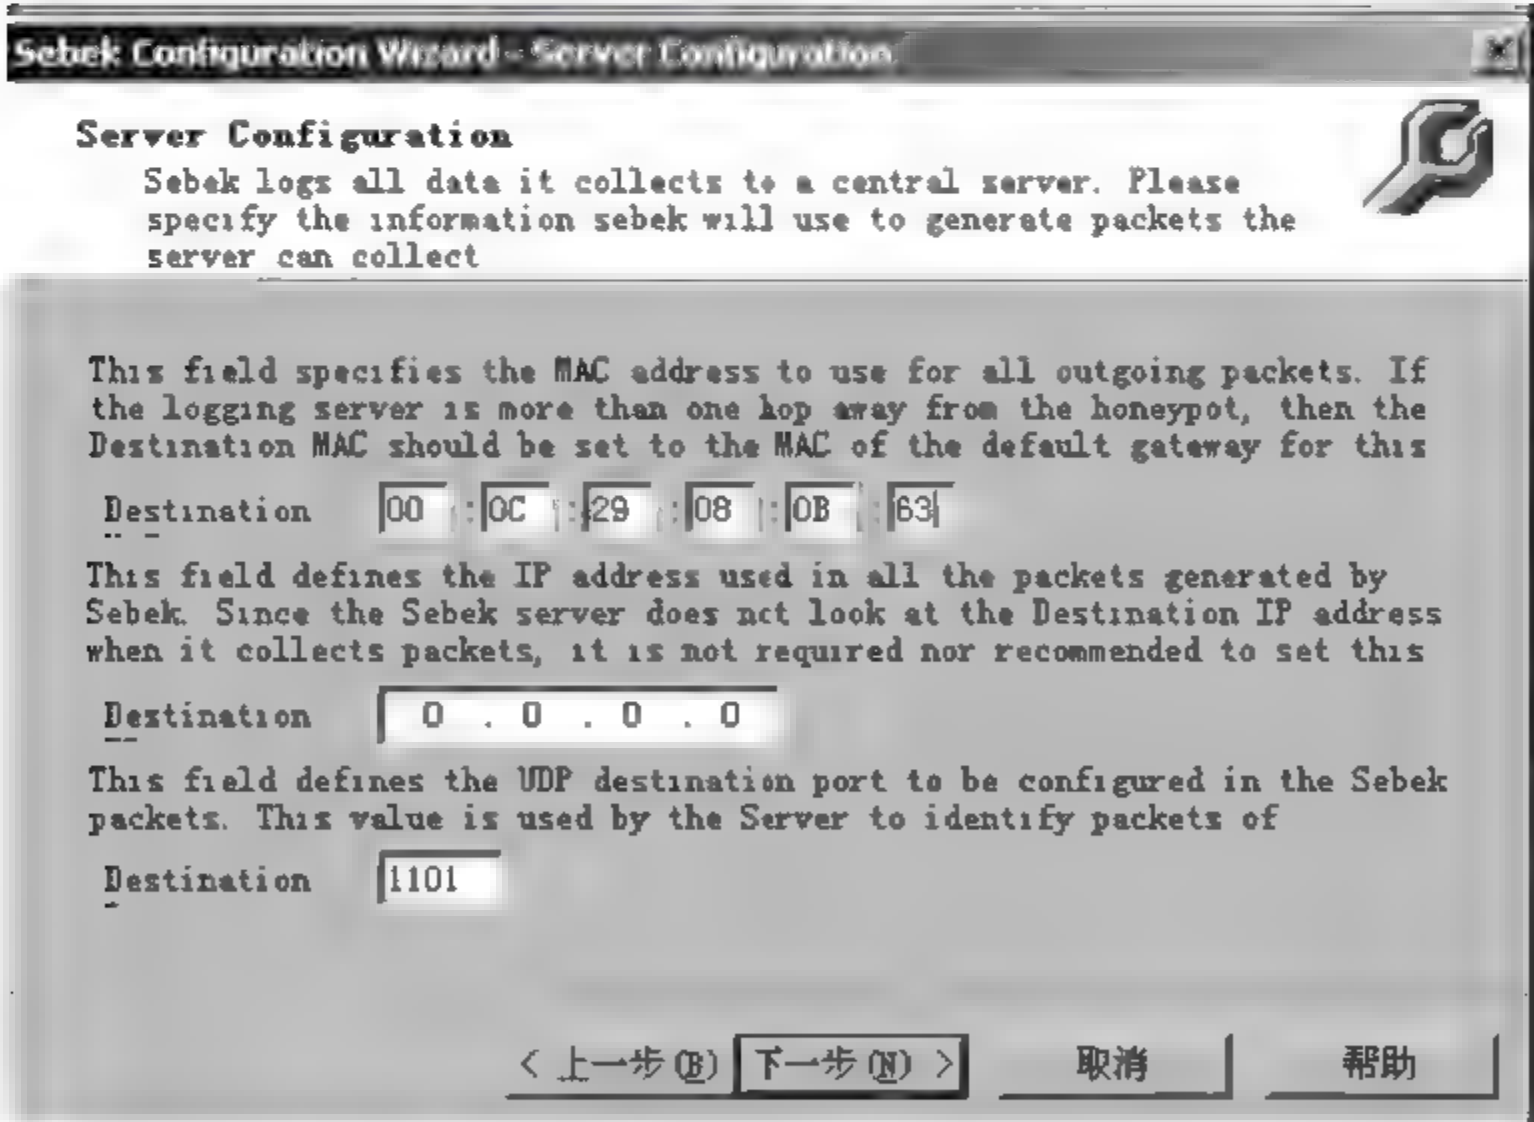 Sebek Configuration Wizard - Server Configuration
Server Configuration
Sebek logs all data it collects to a central server. Please
specify the information sebek will use to generate packets the
server can collect
This field specifies the MAC address to use for all outgoing packets. If
the logging server is more than one hop away from the honeypot, then the
Destination MAC should be set to the MAC of the default gateway for this
Destination 00 : 0C : 29 : 08 : 0B : 63
This field defines the IP address used in all the packets generated by
Sebek. Since the Sebek server does not look at the Destination IP address
when it collects packets, it is not required nor recommended to set this
Destination 0 . 0 . 0 . 0
This field defines the UDP destination port to be configured in the Sebek
packets. This value is used by the Server to identify packets of
Destination 1101
< 上一步(B) 下一步(N) > 取消 帮助